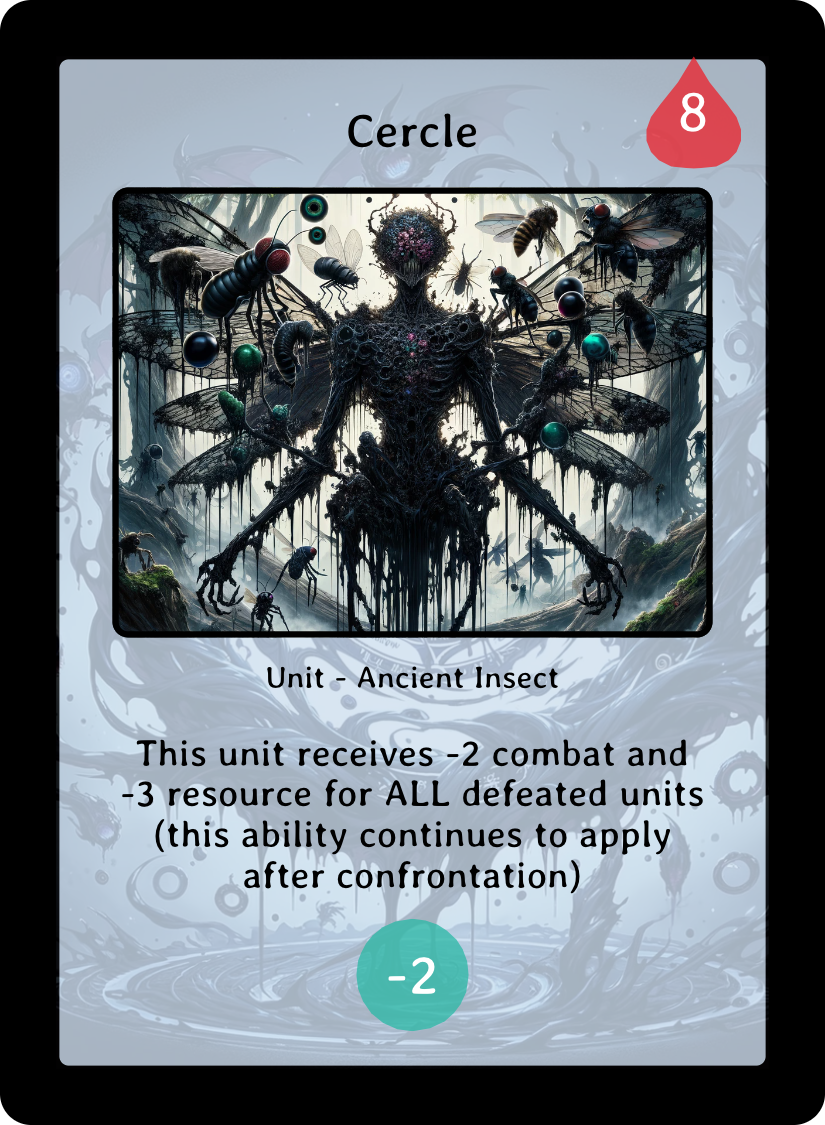 8
Cercle
Unit - Ancient Insect
This unit receives -2 combat and
-3 resource for ALL defeated units
(this ability continues to apply
after confrontation)
-2